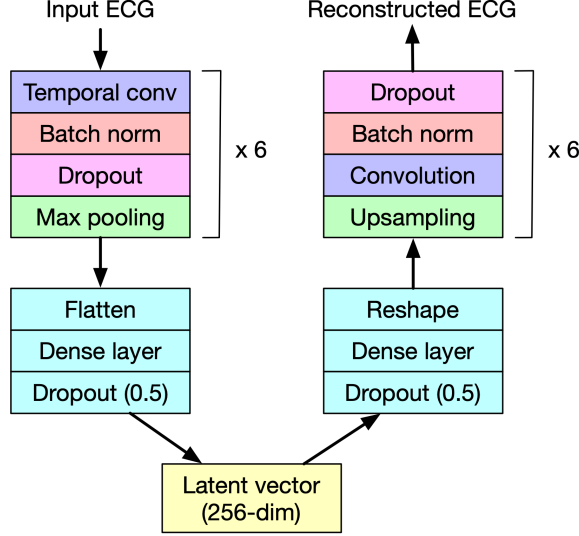 Input ECG
Temporal conv
Batch norm
Dropout
Max pooling
x 6
Flatten
Dense layer
Dropout (0.5)
Latent vector
(256-dim)
Reconstructed ECG
Dropout
Batch norm
Convolution
Upsampling
x 6
Reshape
Dense layer
Dropout (0.5)